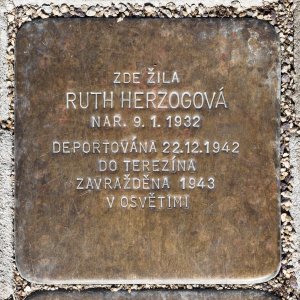 ZDE ŽILA
RUTH HERZOGOVÁ
NAR. 9. 1. 1932
DEPORTOVÁNA 22.12.1942
DO TEREZÍNA
ZAVRAŽDĚNA 1943
V OSVĚTIMI